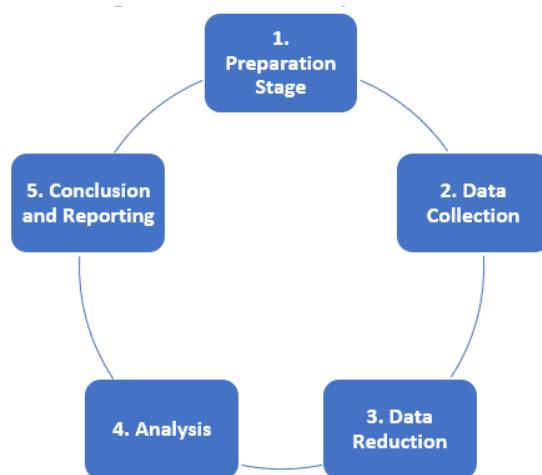 1.
Preparation
Stage
2. Data
Collection
3. Data
Reduction
4. Analysis
5. Conclusion
and Reporting